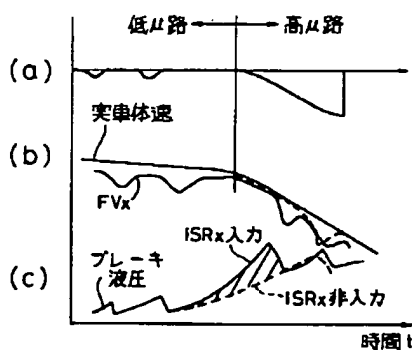 低μ路 ← → 高μ路
(a)
実車体速
(b)
FVx
(c)
ISRx入力
ブレーキ
液圧
ISRx非入力
時間t